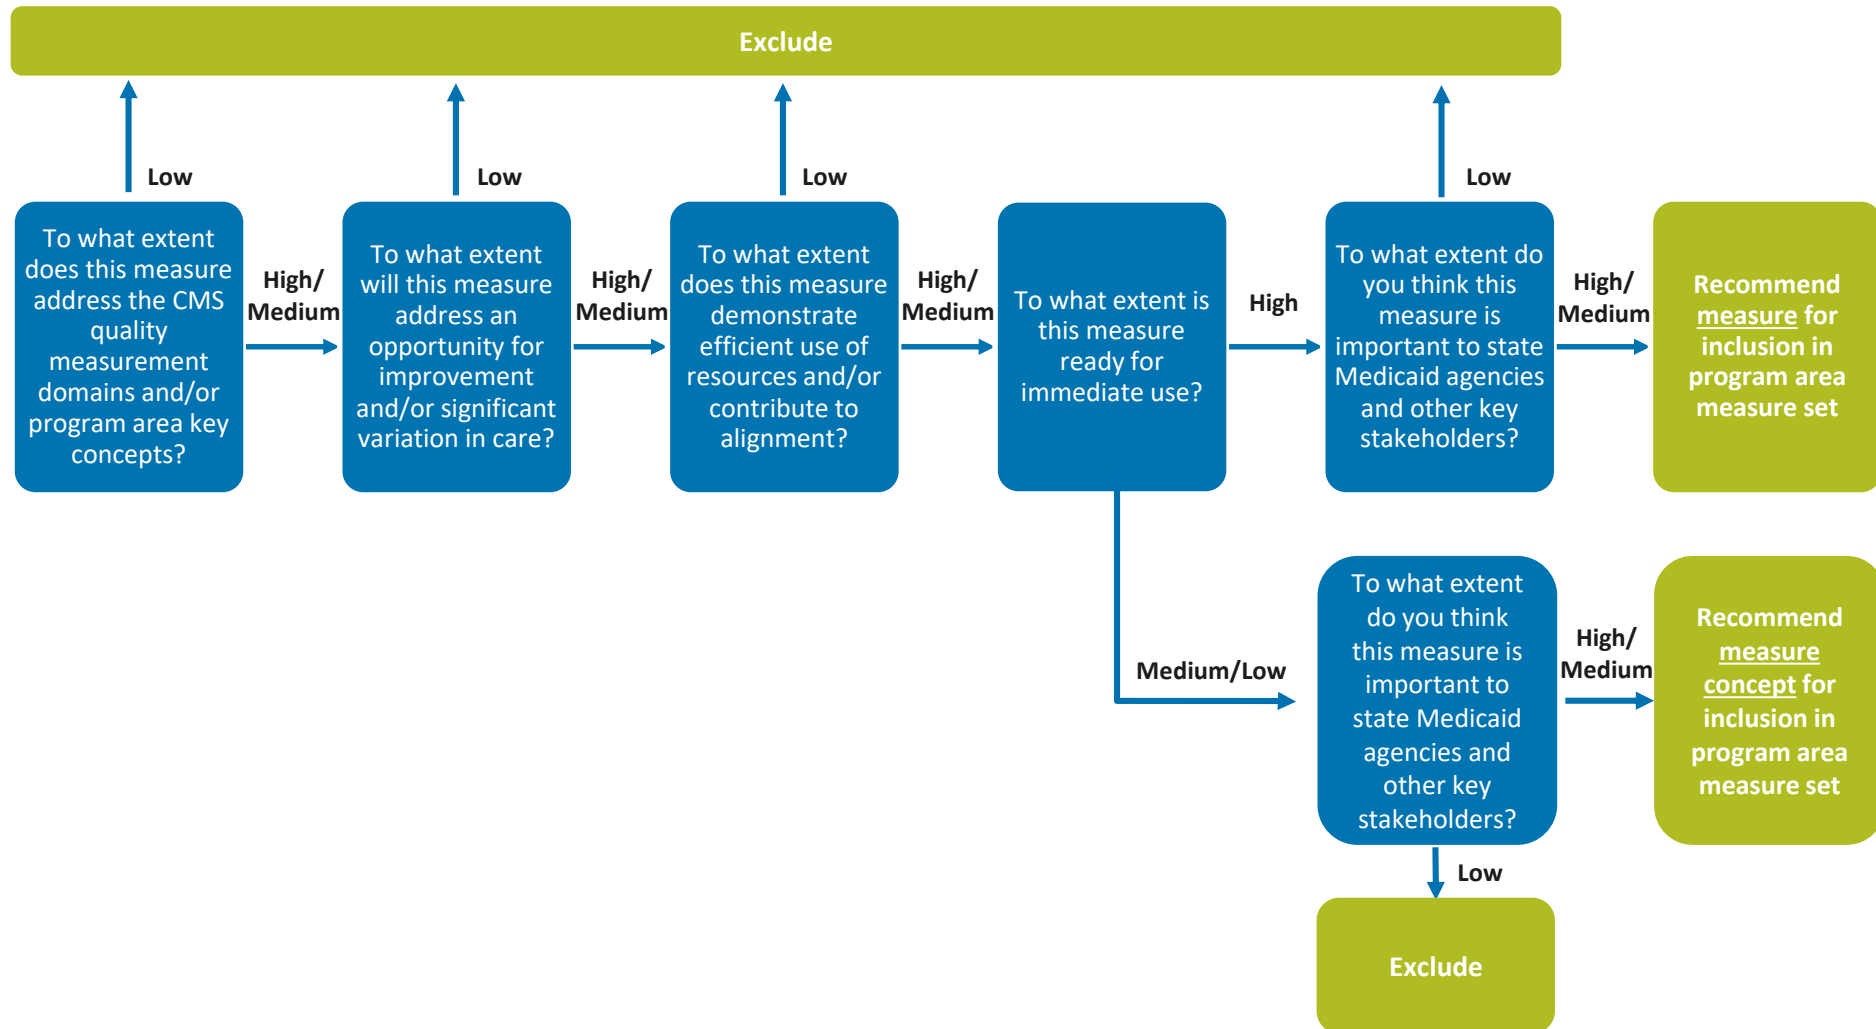 Exclude
Low
Low
Low
Low
To what extent
does this measure
address the CMS
quality
measurement
domains and/or
program area key
concepts?
High/
Medium
To what extent
will this measure
address an
opportunity for
improvement
and/or significant
variation in care?
High/
Medium
To what extent
does this measure
demonstrate
efficient use of
resources and/or
contribute to
alignment?
High/
Medium
To what extent is
this measure
ready for
immediate use?
High
To what extent do
you think this
measure is
important to state
Medicaid agencies
and other key
stakeholders?
High/
Medium
Recommend
measure for
inclusion in
program area
measure set
Medium/Low
To what extent
do you think
this measure is
important to
state Medicaid
agencies and
other key
stakeholders?
High/
Medium
Recommend
measure
concept for
inclusion in
program area
measure set
Low
Exclude